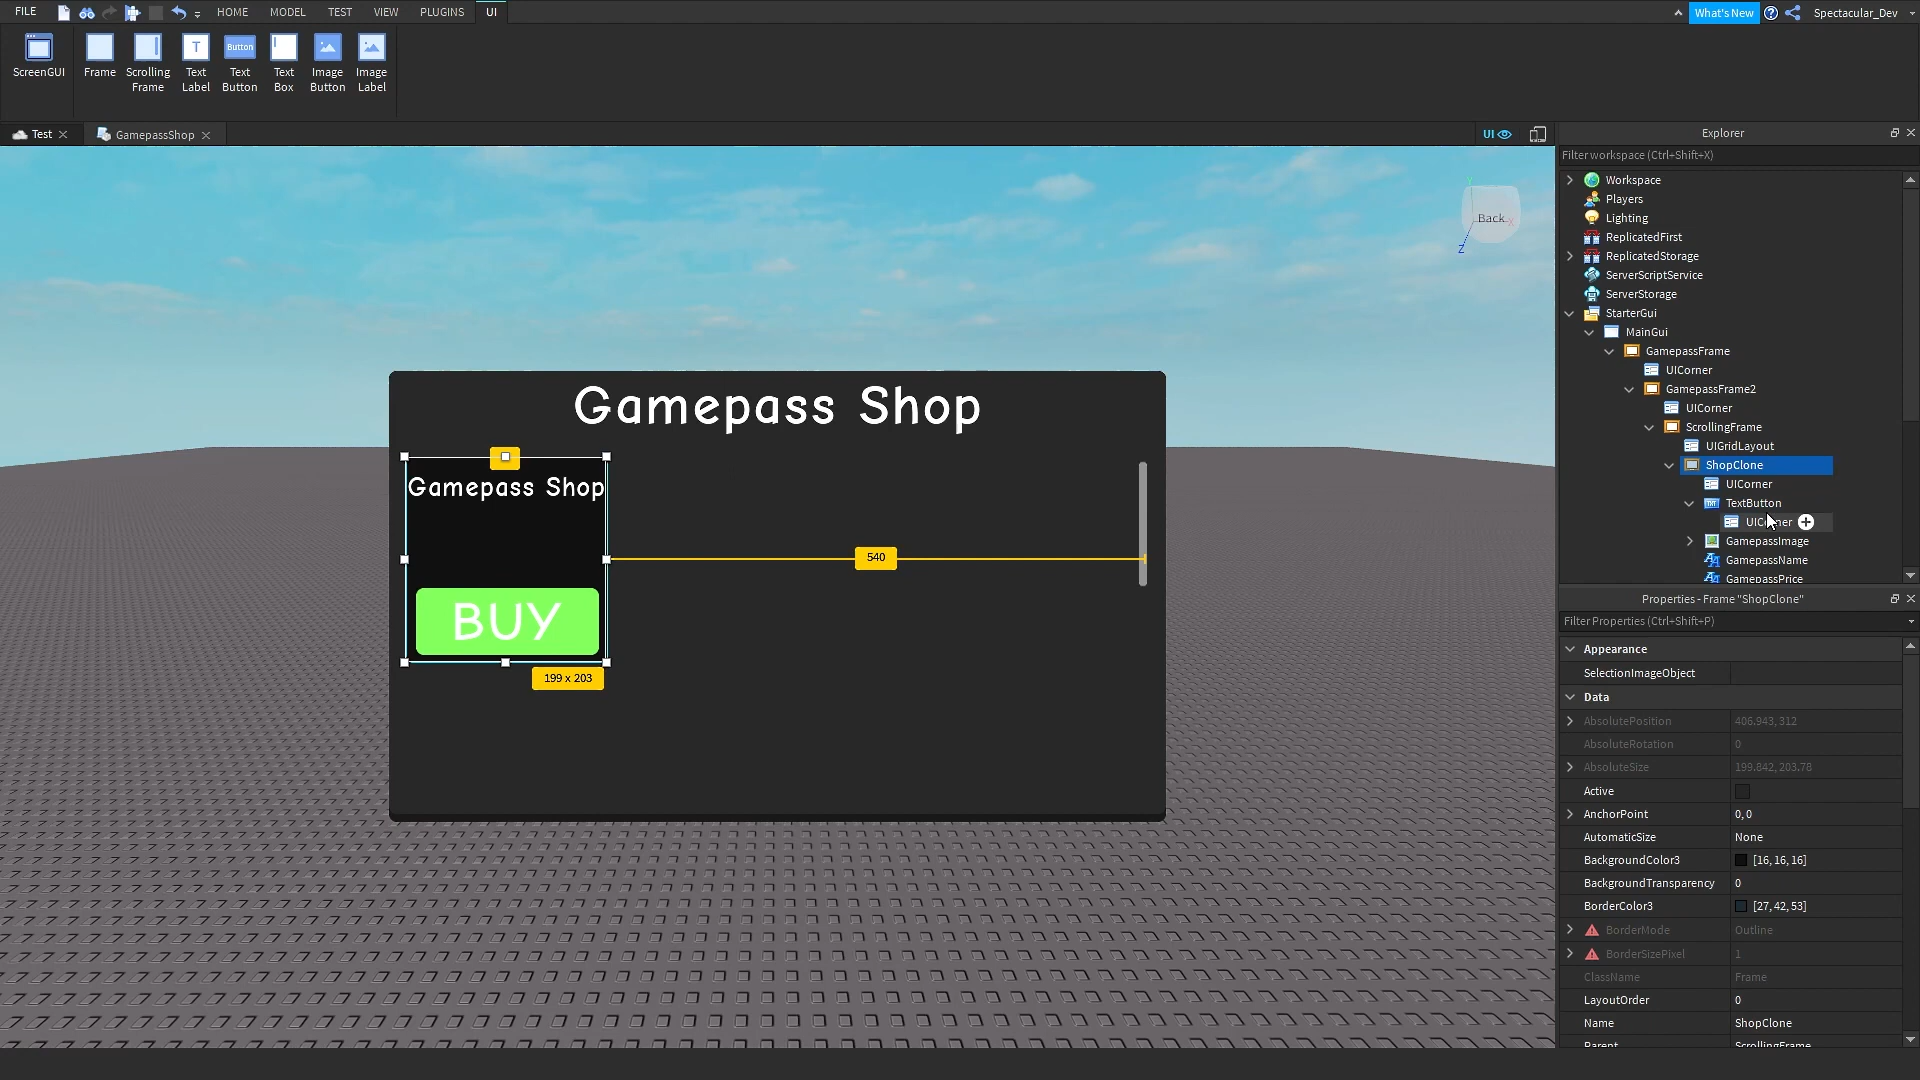 FILE HOME MODEL TEST VIEW PLUGINS UI What's New Spectacular_Dev
ScreenGUI
Frame
Scrolling
Frame
T
Text
Label
Button
Text
Button
Text
Box
Image
Button
Image
Label
Test
GamepassShop
UI
Explorer
Filter workspace (Ctrl+Shift+X)
Workspace
Players
Lighting
ReplicatedFirst
ReplicatedStorage
ServerScriptService
ServerStorage
StarterGui
MainGui
GamepassFrame
UICorner
GamepassFrame2
UICorner
ScrollingFrame
UIGridLayout
ShopClone
UICorner
TextButton
UICorner
GamepassImage
GamepassName
GamepassPrice
Back
Y
X
Z
Gamepass Shop
Gamepass Shop
540
BUY
199 x 203
Properties - Frame "ShopClone"
Filter Properties (Ctrl+Shift+P)
Appearance
SelectionImageObject
Data
AbsolutePosition 406.943, 312
AbsoluteRotation 0
AbsoluteSize 199.842, 203.78
Active
AnchorPoint 0, 0
AutomaticSize None
BackgroundColor3 [16, 16, 16]
BackgroundTransparency 0
BorderColor3 [27, 42, 53]
BorderMode Outline
BorderSizePixel 1
ClassName Frame
LayoutOrder 0
Name ShopClone
Parent ScrollingFrame